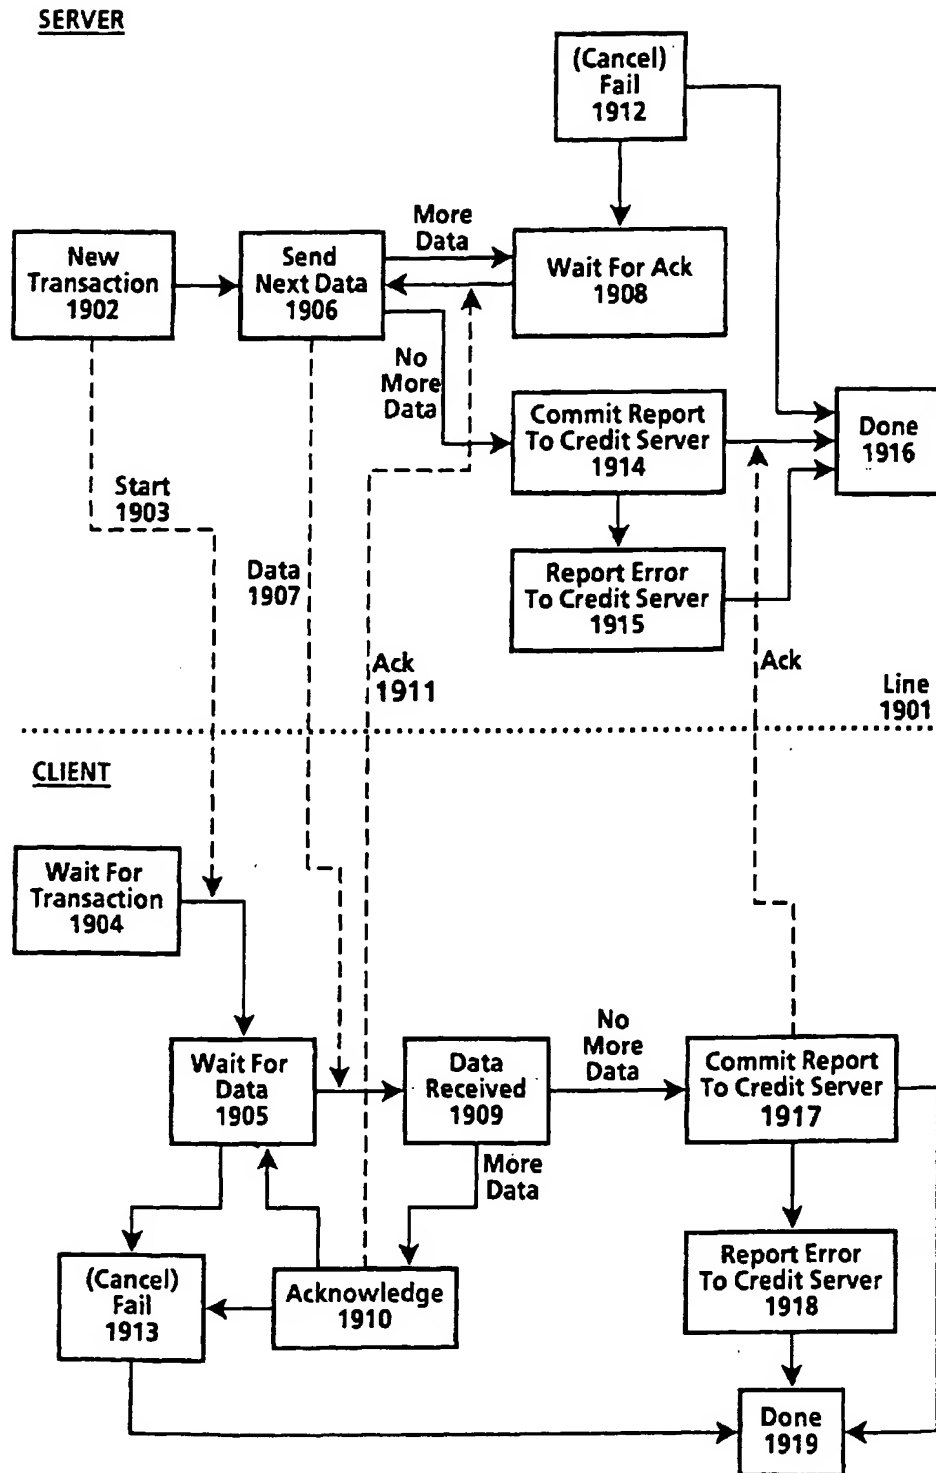 SERVER
(Cancel)
Fail
1912
New
Transaction
1902
Send
Next Data
1906
More
Data
Wait For Ack
1908
No
More
Data
Commit Report
To Credit Server
1914
Done
1916
Start
1903
Data
1907
Report Error
To Credit Server
1915
Ack
1911
Ack
Line
1901
CLIENT
Wait For
Transaction
1904
Wait For
Data
1905
Data
Received
1909
No
More
Data
Commit Report
To Credit Server
1917
More
Data
(Cancel)
Fail
1913
Acknowledge
1910
Report Error
To Credit Server
1918
Done
1919